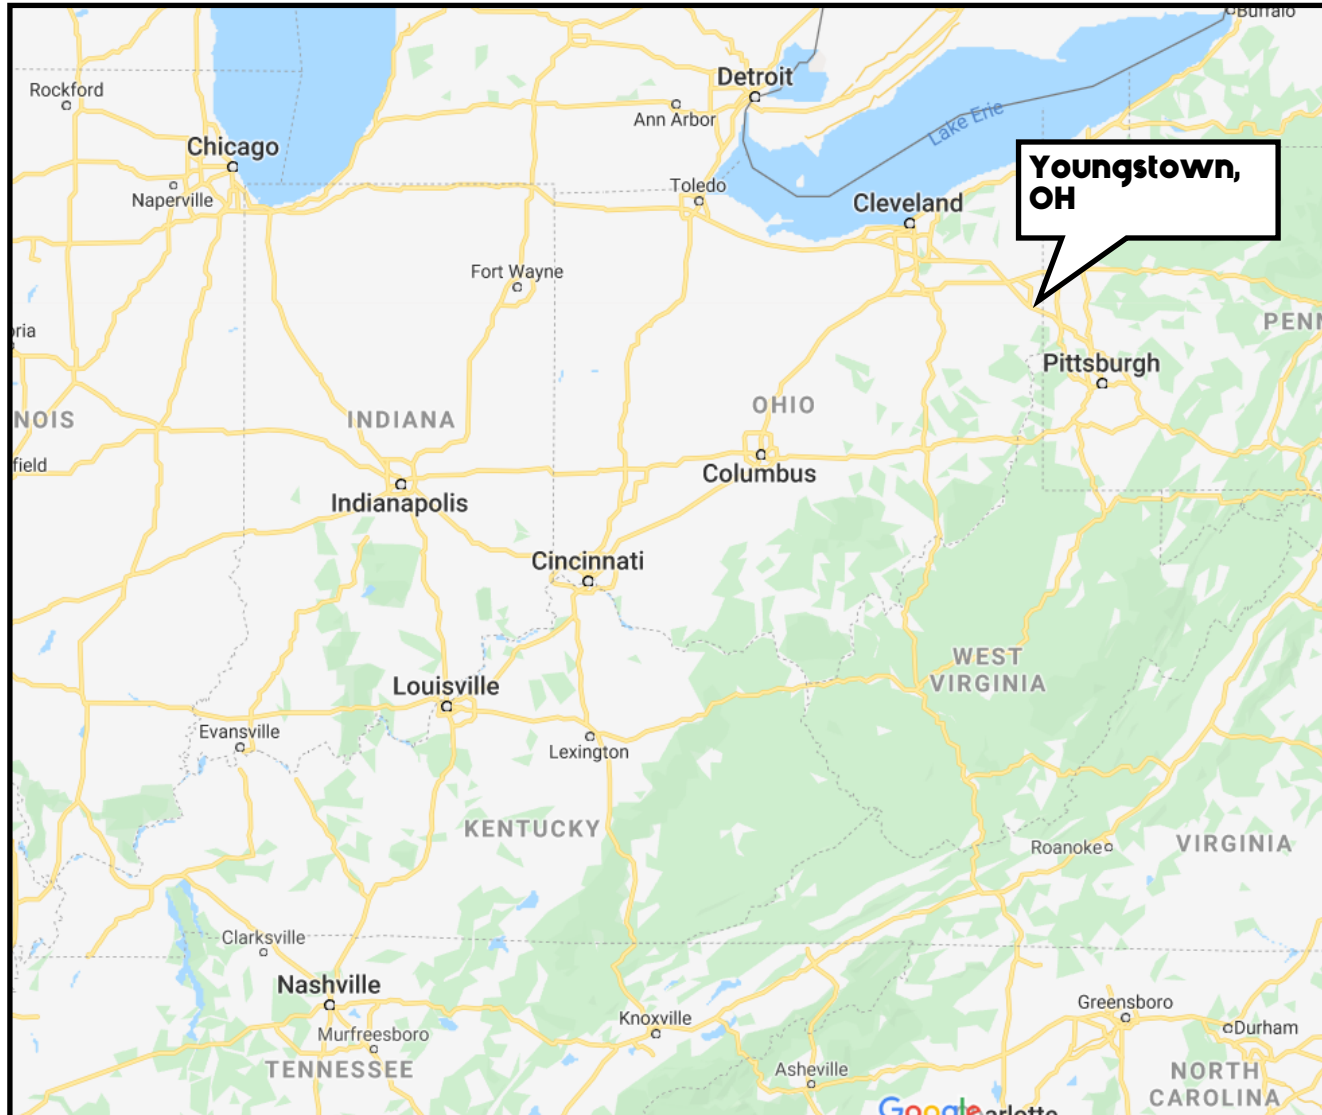 Buffalo
Detroit
Rockford
Ann Arbor
Lake Erie
Chicago
Youngstown,
OH
Naperville
Toledo
Cleveland
Fort Wayne
PENN
ria
Pittsburgh
OHIO
NOIS
INDIANA
field
Columbus
Indianapolis
Cincinnati
WEST
VIRGINIA
Louisville
Evansville
Lexington
KENTUCKY
Roanoke
VIRGINIA
Clarksville
Nashville
Greensboro
Knoxville
Durham
Murfreesboro
TENNESSEE
Asheville
NORTH
CAROLINA
Google
arlotte